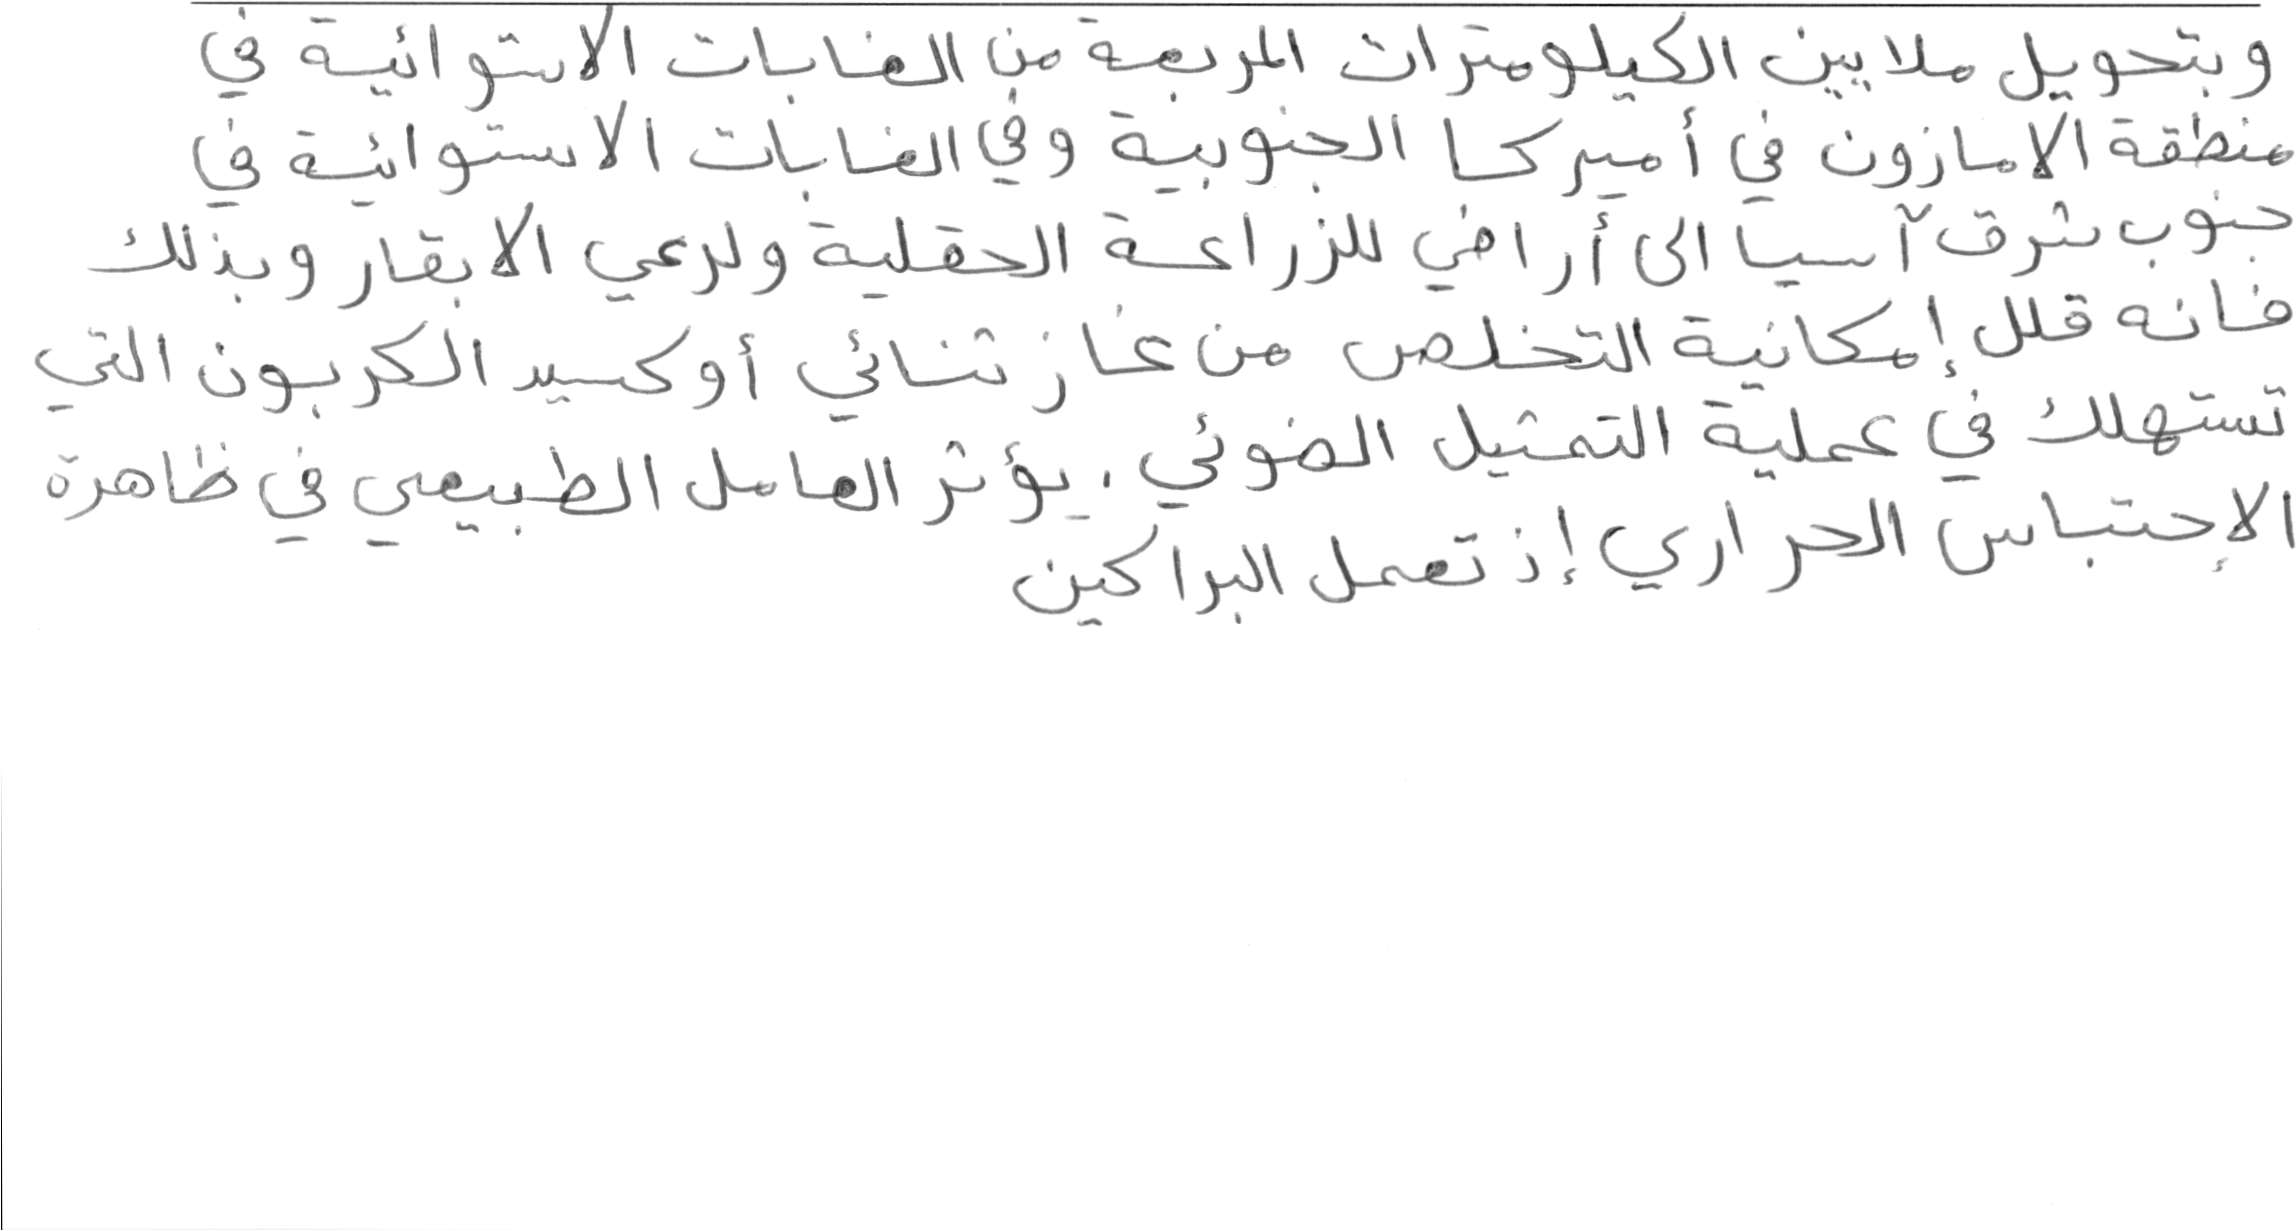 وبتحويل ملايين الكيلومترات المربعة من الغابات الاستوائية في
منطقة الامازون في أميركا الجنوبية وفي الغابات الاستوائية في
جنوب شرق آسيا الى أراضي للزراعة الحقلية ولرعي الابقار وبذلك
فانه قلل إمكانية التخلص من غاز ثنائي أوكسيد الكربون التي
تستهلك في عملية التمثيل الضوئي. يؤثر العامل الطبيعي في ظاهرة
الإحتباس الحراري إذ تعمل البراكين